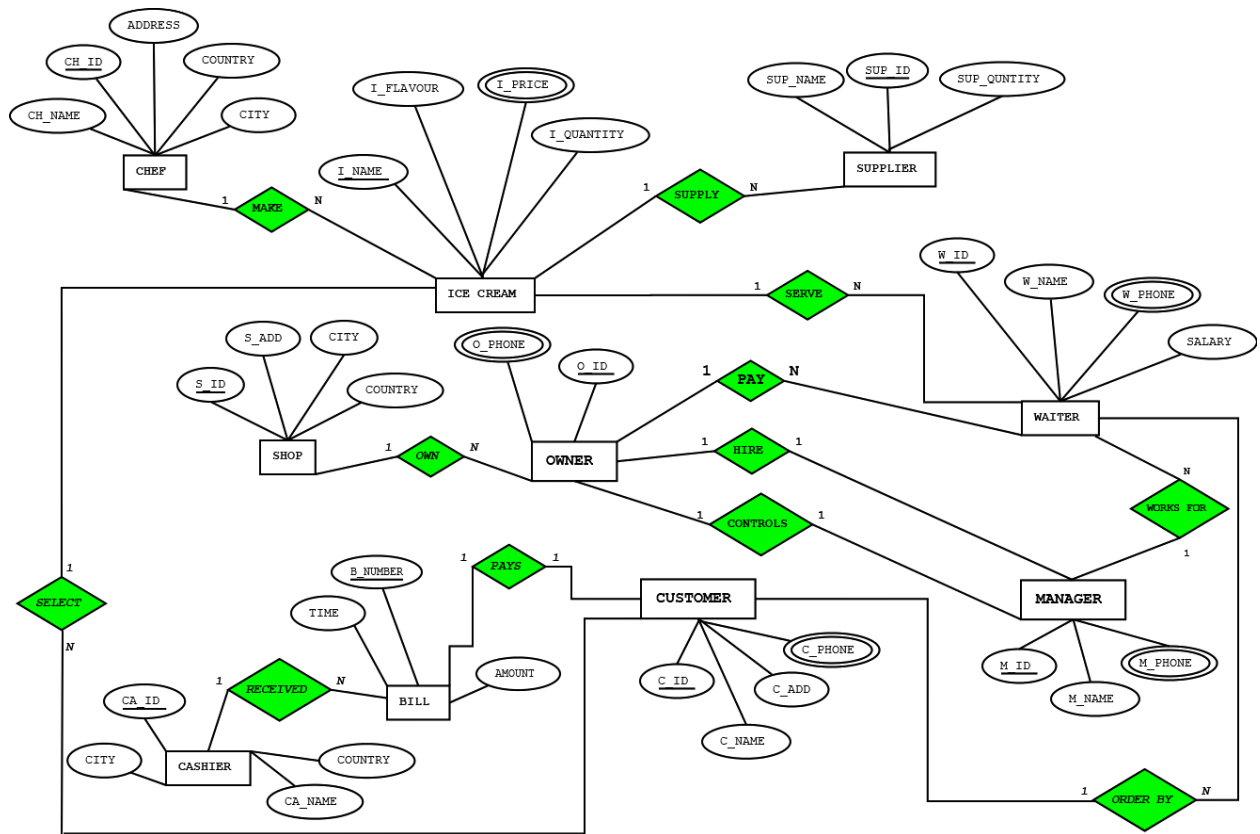 ADDRESS
CH_ID
COUNTRY
CH_NAME
CITY
CHEF
1
MAKE
N
I_FLAVOUR
I_PRICE
I_QUANTITY
I_NAME
ICE CREAM
SUP_NAME
SUP_ID
SUP_QUNTITY
SUPPLIER
1
SUPPLY
N
1
SERVE
N
W_ID
W_NAME
W_PHONE
SALARY
WAITER
S_ID
S_ADD
CITY
COUNTRY
SHOP
1
OWN
N
O_PHONE
O_ID
OWNER
1
PAY
N
1
HIRE
1
1
CONTROLS
1
N
WORKS FOR
1
MANAGER
M_ID
M_NAME
M_PHONE
1
SELECT
N
B_NUMBER
TIME
AMOUNT
BILL
1
PAYS
1
CUSTOMER
C_ID
C_NAME
C_ADD
C_PHONE
1
RECEIVED
N
CA_ID
CITY
CASHIER
COUNTRY
CA_NAME
1
ORDER BY
N